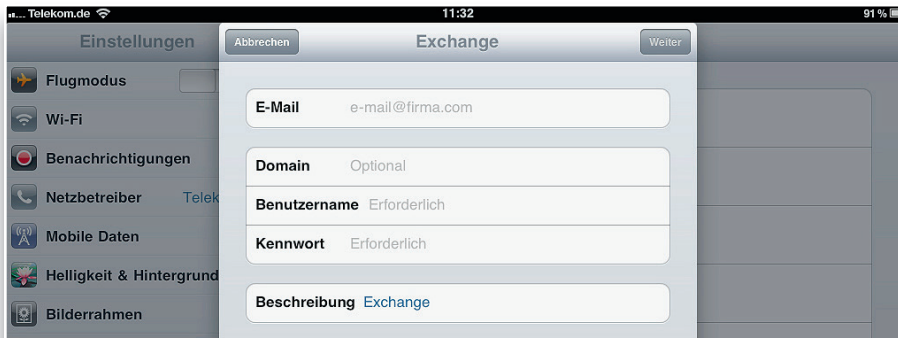 Telekom.de 11:32 91 %
Einstellungen
Abbrechen Exchange Weiter
Flugmodus
E-Mail e-mail@firma.com
Wi-Fi
Benachrichtigungen
Domain Optional
Netzbetreiber Telek
Benutzername Erforderlich
Mobile Daten
Kennwort Erforderlich
Helligkeit & Hintergrund
Beschreibung Exchange
Bilderrahmen